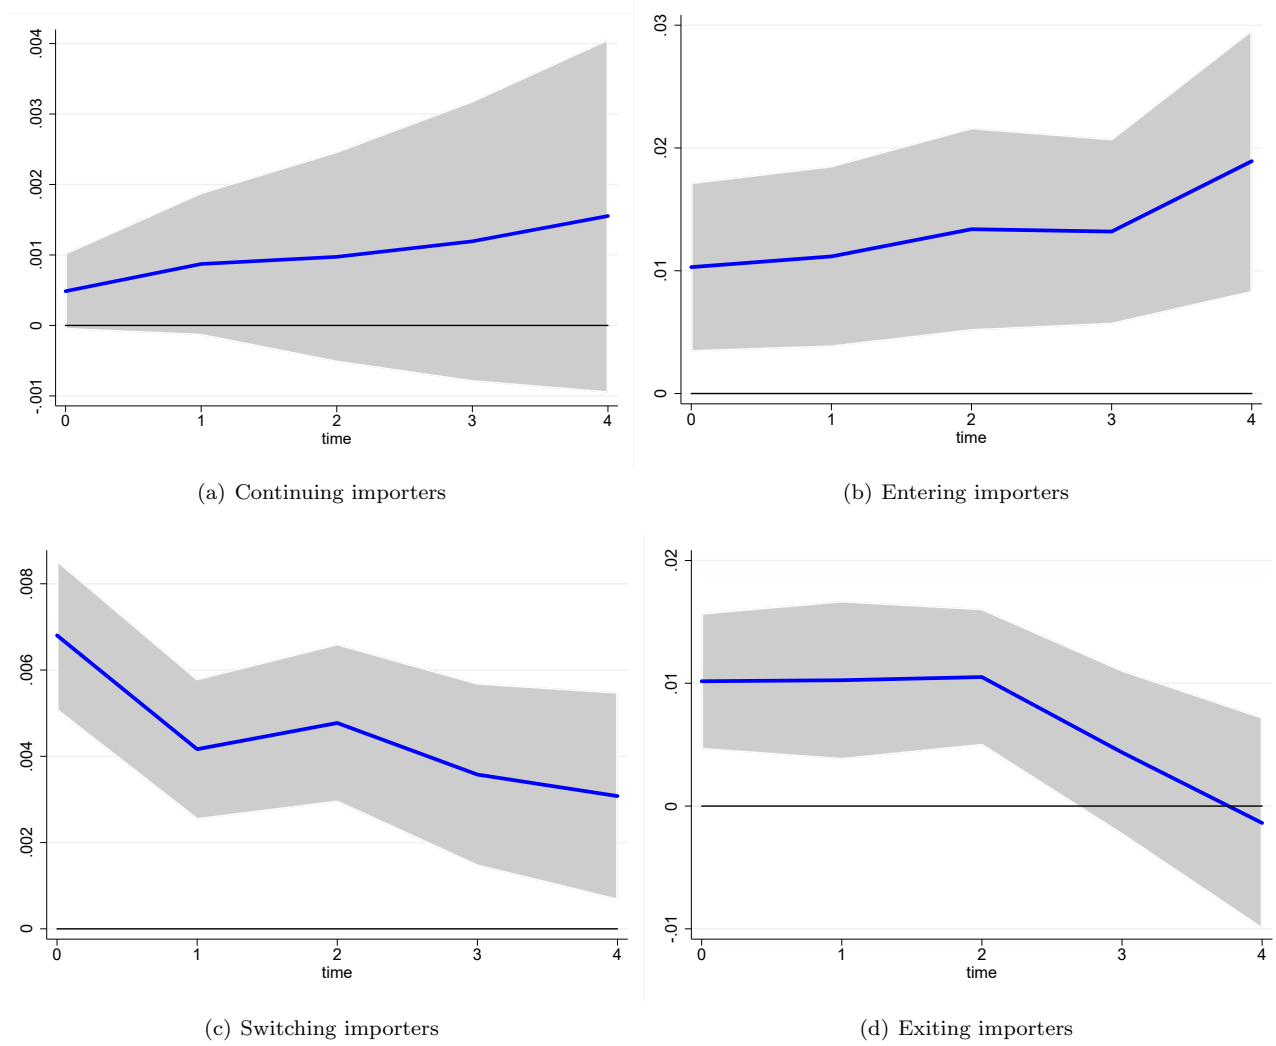 .004
.003
.002
.001
0
-.001
0 1 2 3 4
time
(a) Continuing importers
.03
.02
.01
0
0 1 2 3 4
time
(b) Entering importers
.008
.006
.004
.002
0
0 1 2 3 4
time
(c) Switching importers
.02
.01
0
-.01
0 1 2 3 4
time
(d) Exiting importers